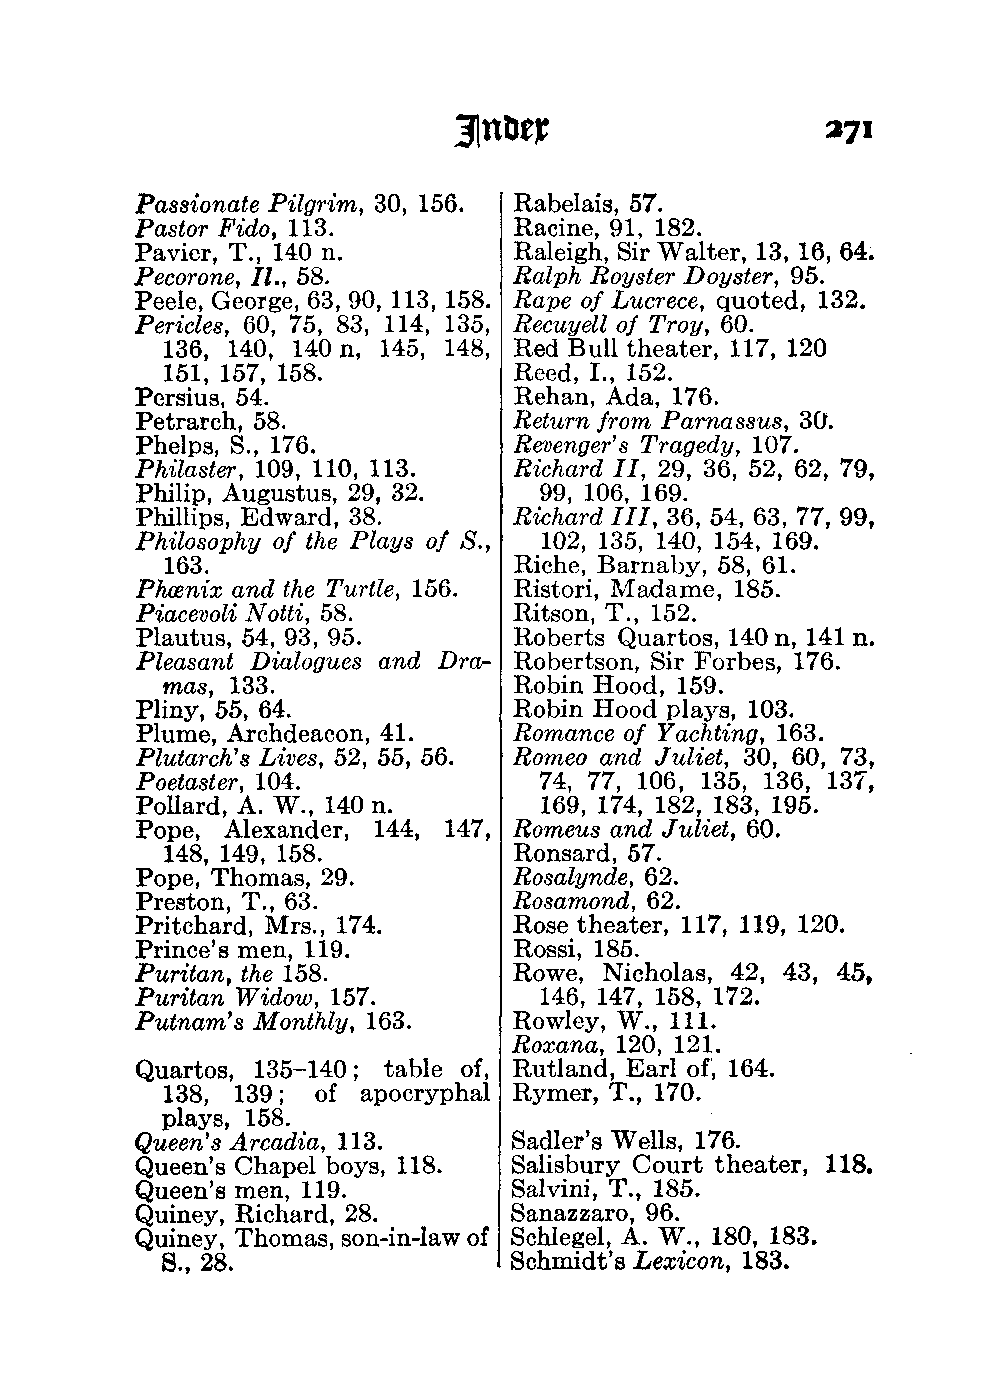 Index 271
Passionate Pilgrim, 30, 156.
Pastor Fido, 113.
Pavier, T., 140 n.
Pecorone, Il., 58.
Peele, George, 63, 90, 113, 158.
Pericles, 60, 75, 83, 114, 135,
136, 140, 140 n, 145, 148,
151, 157, 158.
Persius, 54.
Petrarch, 58.
Phelps, S., 176.
Philaster, 109, 110, 113.
Philip, Augustus, 29, 32.
Phillips, Edward, 38.
Philosophy of the Plays of S.,
163.
Phœnix and the Turtle, 156.
Piacevoli Notti, 58.
Plautus, 54, 93, 95.
Pleasant Dialogues and Dra-
mas, 133.
Pliny, 55, 64.
Plume, Archdeacon, 41.
Plutarch's Lives, 52, 55, 56.
Poetaster, 104.
Pollard, A. W., 140 n.
Pope, Alexander, 144, 147,
148, 149, 158.
Pope, Thomas, 29.
Preston, T., 63.
Pritchard, Mrs., 174.
Prince's men, 119.
Puritan, the 158.
Puritan Widow, 157.
Putnam's Monthly, 163.
Quartos, 135-140; table of,
138, 139; of apocryphal
plays, 158.
Queen's Arcadia, 113.
Queen's Chapel boys, 118.
Queen's men, 119.
Quiney, Richard, 28.
Quiney, Thomas, son-in-law of
S., 28.
Rabelais, 57.
Racine, 91, 182.
Raleigh, Sir Walter, 13, 16, 64.
Ralph Royster Doyster, 95.
Rape of Lucrece, quoted, 132.
Recuyell of Troy, 60.
Red Bull theater, 117, 120
Reed, I., 152.
Rehan, Ada, 176.
Return from Parnassus, 30.
Revenger's Tragedy, 107.
Richard II, 29, 36, 52, 62, 79,
99, 106, 169.
Richard III, 36, 54, 63, 77, 99,
102, 135, 140, 154, 169.
Riche, Barnaby, 58, 61.
Ristori, Madame, 185.
Ritson, T., 152.
Roberts Quartos, 140 n, 141 n.
Robertson, Sir Forbes, 176.
Robin Hood, 159.
Robin Hood plays, 103.
Romance of Yachting, 163.
Romeo and Juliet, 30, 60, 73,
74, 77, 106, 135, 136, 137,
169, 174, 182, 183, 195.
Romeus and Juliet, 60.
Ronsard, 57.
Rosalynde, 62.
Rosamond, 62.
Rose theater, 117, 119, 120.
Rossi, 185.
Rowe, Nicholas, 42, 43, 45,
146, 147, 158, 172.
Rowley, W., 111.
Roxana, 120, 121.
Rutland, Earl of, 164.
Rymer, T., 170.
Sadler's Wells, 176.
Salisbury Court theater, 118.
Salvini, T., 185.
Sanazzaro, 96.
Schlegel, A. W., 180, 183.
Schmidt's Lexicon, 183.